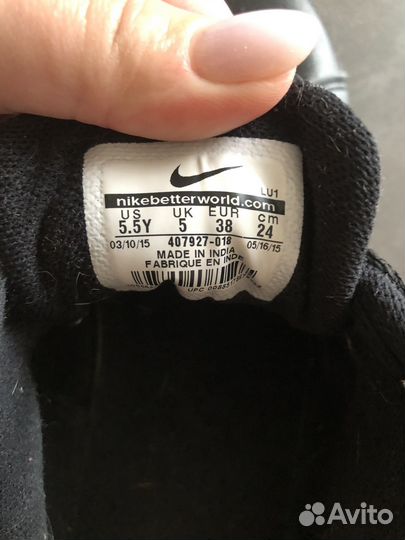 LU1
nikebetterworld.com
US UK EUR cm
5.5Y 5 38 24
03/10/15 407927-018 05/16/15
MADE IN INDIA
FABRIQUE EN INDE
UPC
Avito